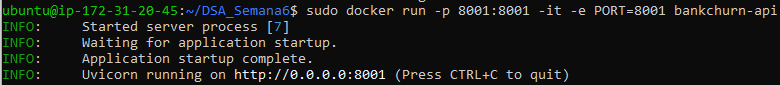 ubuntu@ip-172-31-20-45:~/DSA_Semana6$ sudo docker run -p 8001:8001 -it -e PORT=8001 bankchurn-api
INFO:     Started server process [7]
INFO:     Waiting for application startup.
INFO:     Application startup complete.
INFO:     Uvicorn running on http://0.0.0.0:8001 (Press CTRL+C to quit)